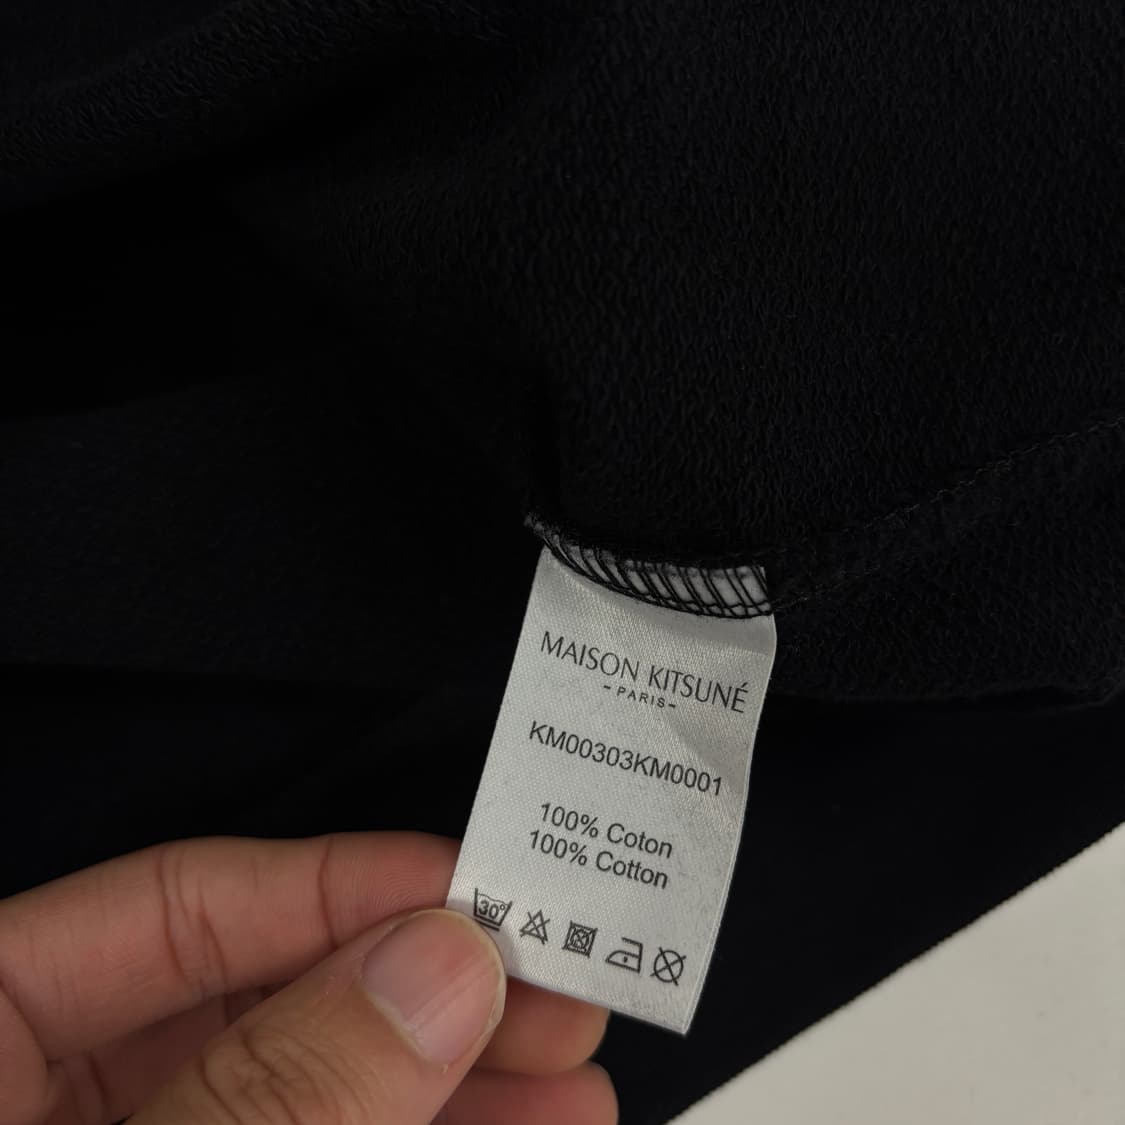 MAISON KITSUNÉ
- PARIS -
KM00303KM0001
100% Coton
100% Cotton
30°